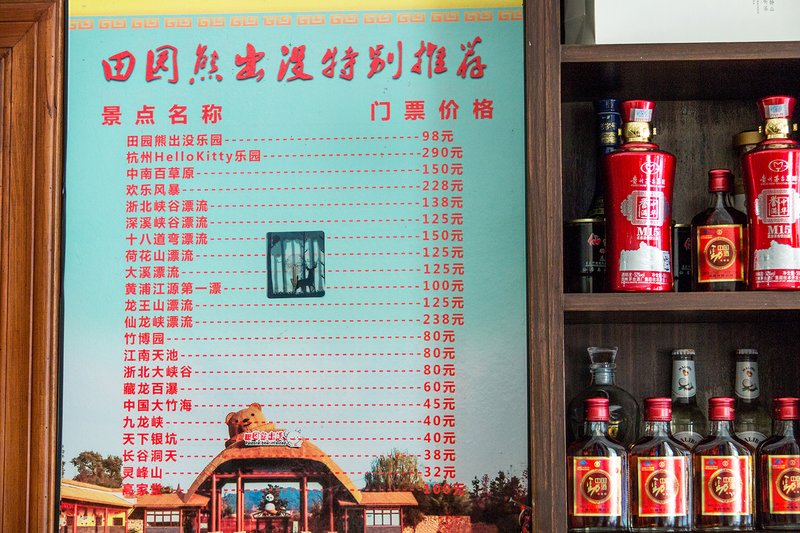 田园熊出没特别推荐
景点名称 门票价格
田园熊出没乐园 98元
杭州HelloKitty乐园 290元
中南百草原 150元
欢乐风暴 228元
浙北峡谷漂流 138元
深溪峡谷漂流 125元
十八道弯漂流 150元
荷花山漂流 125元
大溪漂流 125元
黄浦江源第一漂 100元
龙王山漂流 125元
仙龙峡漂流 238元
竹博园 80元
江南天池 80元
浙北大峡谷 80元
藏龙百瀑 60元
中国大竹海 45元
九龙峡 40元
天下银坑 40元
长谷洞天 38元
灵峰山 32元
M15
M15